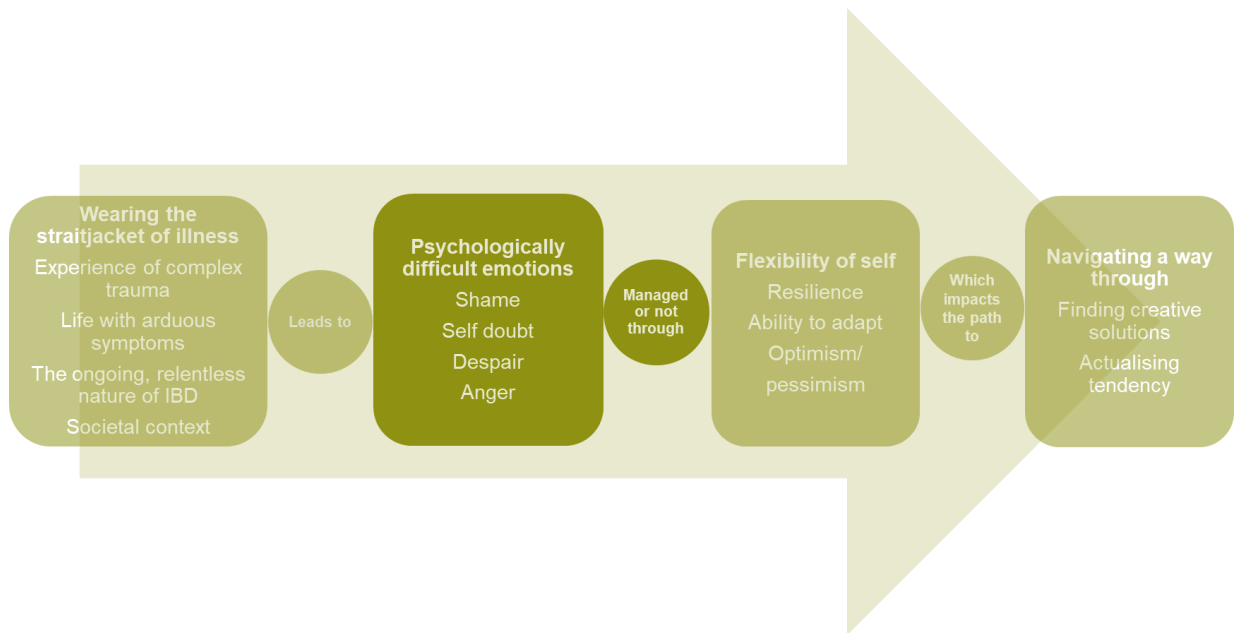 Wearing the
straitjacket of illness
Experience of complex
trauma
Life with arduous
symptoms
The ongoing, relentless
nature of IBD
Societal context
Leads to
Psychologically
difficult emotions
Shame
Self doubt
Despair
Anger
Managed
or not
through
Flexibility of self
Resilience
Ability to adapt
Optimism/
pessimism
Which
impacts
the path
to
Navigating a way
through
Finding creative
solutions
Actualising
tendency